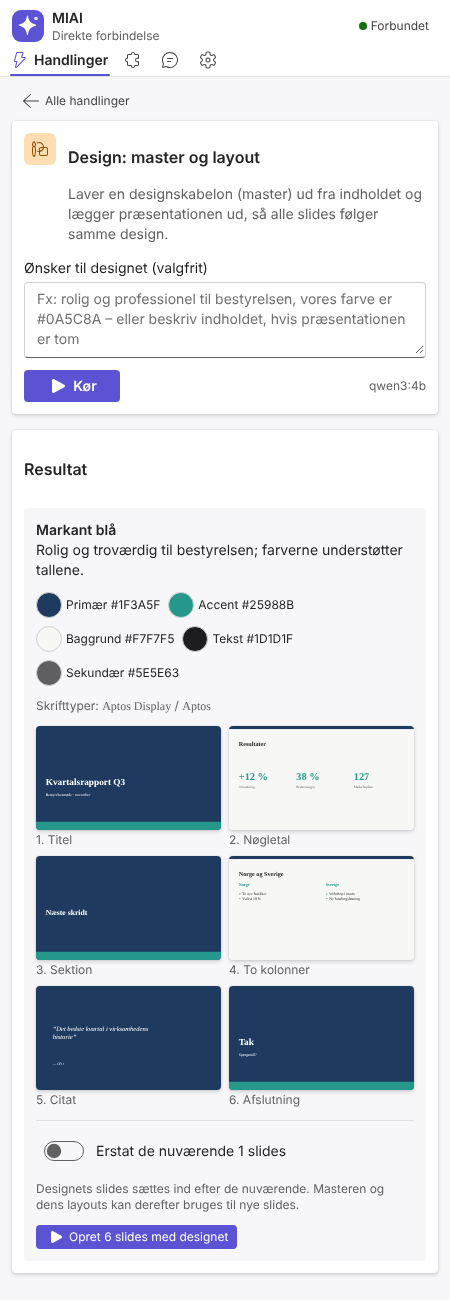 MIAI
Direkte forbindelse
Forbundet
Handlinger
Alle handlinger
Design: master og layout
Laver en designskabelon (master) ud fra indholdet og
lægger præsentationen ud, så alle slides følger
samme design.
Ønsker til designet (valgfrit)
Fx: rolig og professionel til bestyrelsen, vores farve er
#0A5C8A – eller beskriv indholdet, hvis præsentationen
er tom
Kør
qwen3:4b
Resultat
Markant blå
Rolig og troværdig til bestyrelsen; farverne understøtter
tallene.
Primær #1F3A5F
Accent #25988B
Baggrund #F7F7F5
Tekst #1D1D1F
Sekundær #5E5E63
Skrifttyper: Aptos Display / Aptos
Kvartalsrapport Q3
Resultater
+12 %
38 %
127
1. Titel
2. Nøgletal
Næste skridt
Norge og Sverige
Norge
Sverige
3. Sektion
4. To kolonner
"Det bedste kvartal i virksomhedens
historie"
Tak
Spørgsmål?
5. Citat
6. Afslutning
Erstat de nuværende 1 slides
Designets slides sættes ind efter de nuværende. Masteren og
dens layouts kan derefter bruges til nye slides.
Opret 6 slides med designet